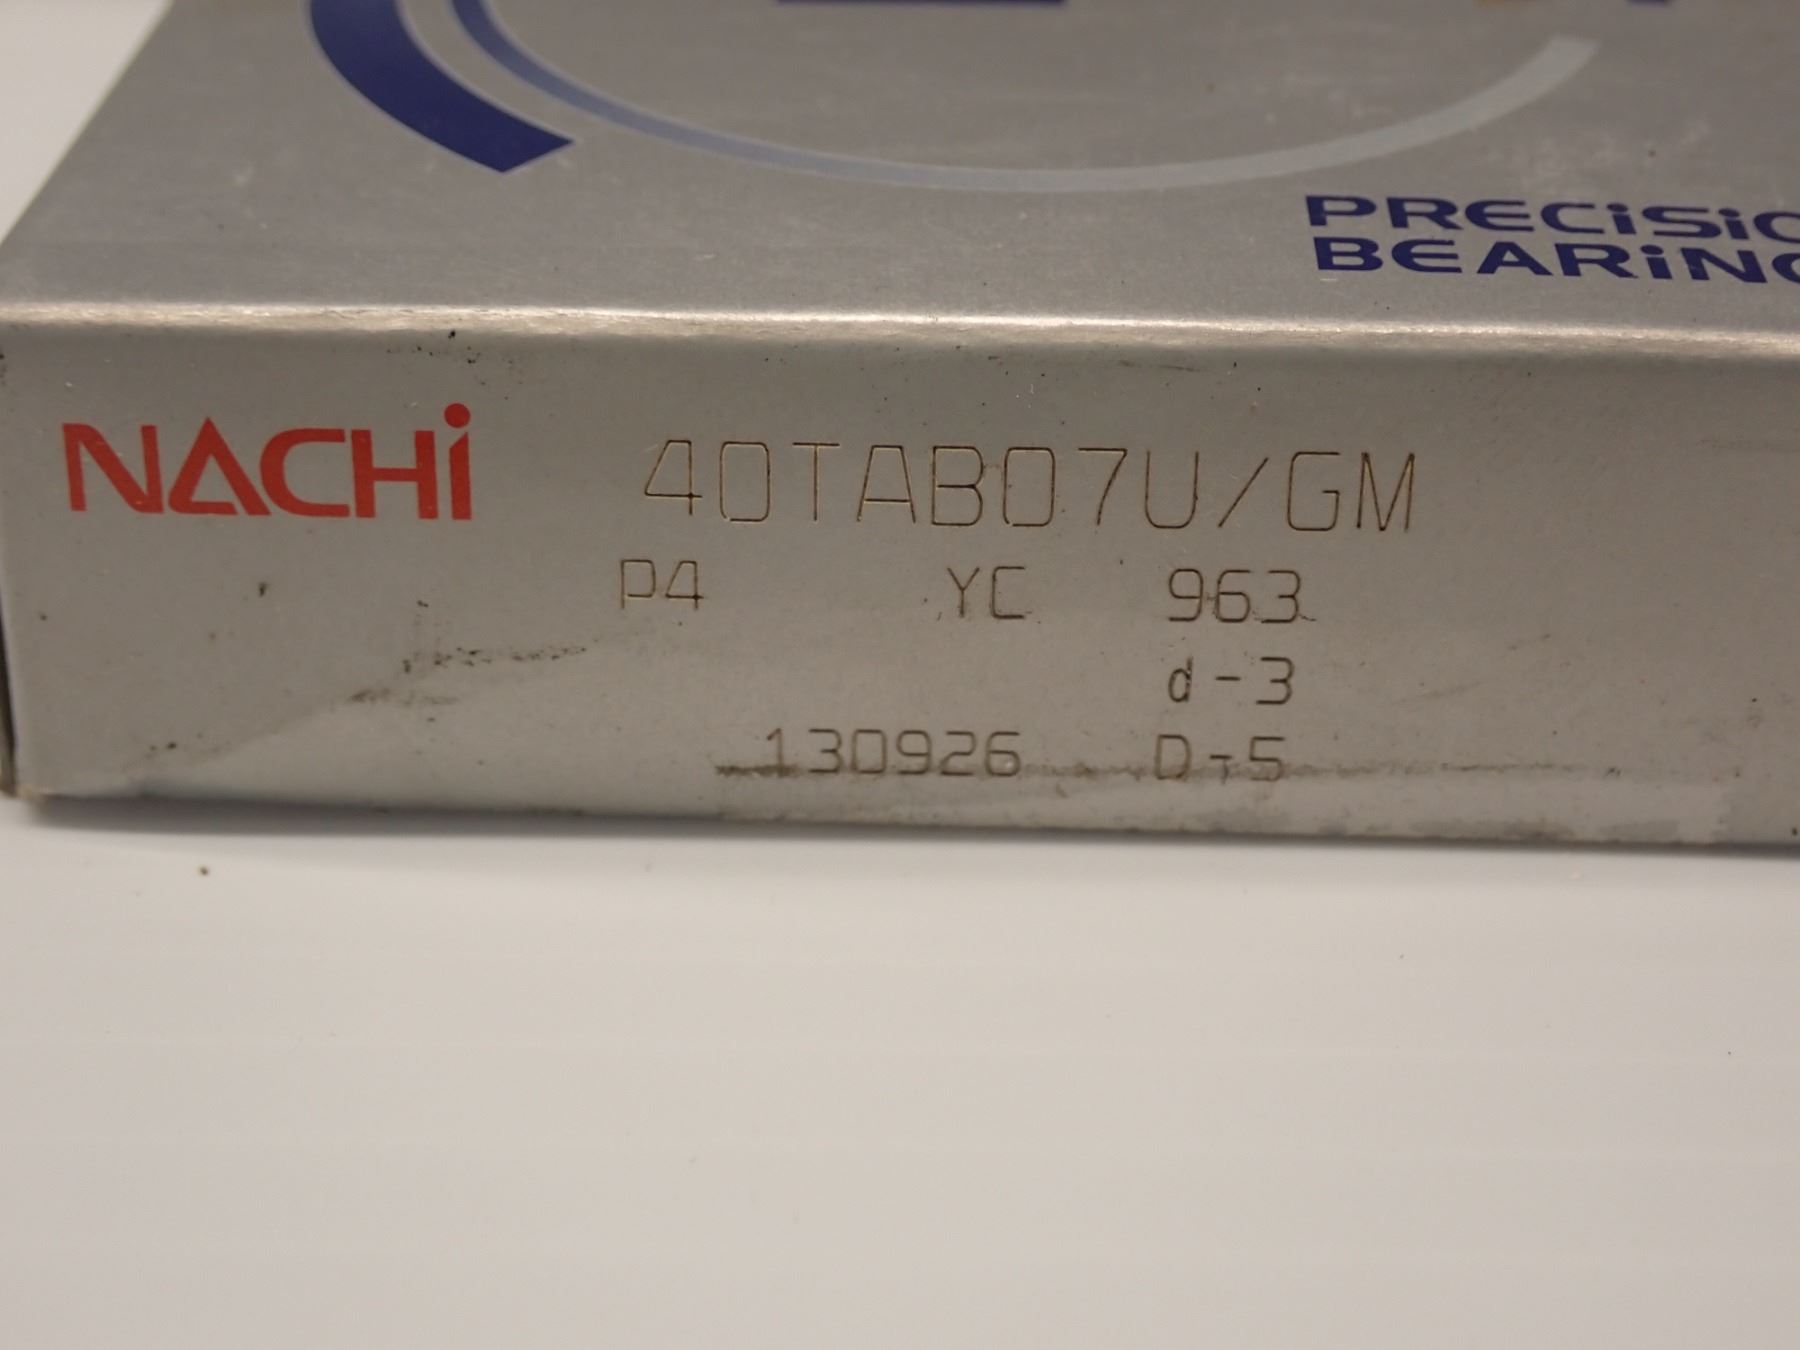 PRECiSiO
BEARiNG
NACHi 40TAB07U/GM
P4 YC 963
d-3
130926 D-5